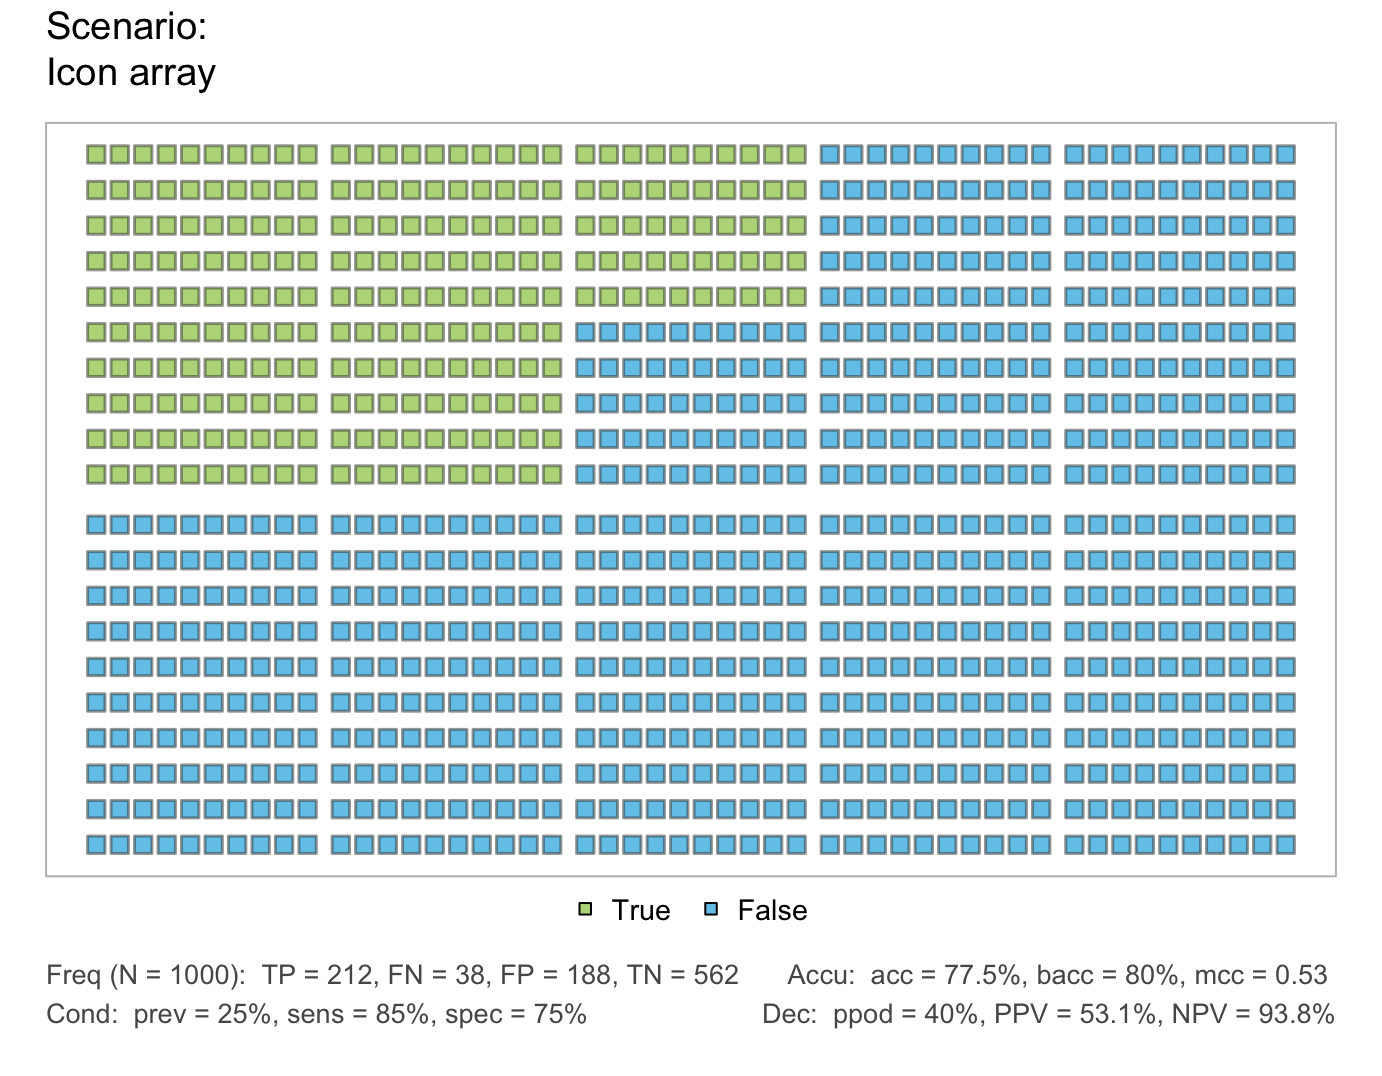 Scenario:
Icon array
True False
Freq (N = 1000): TP = 212, FN = 38, FP = 188, TN = 562 Accu: acc = 77.5%, bacc = 80%, mcc = 0.53
Cond: prev = 25%, sens = 85%, spec = 75% Dec: ppod = 40%, PPV = 53.1%, NPV = 93.8%